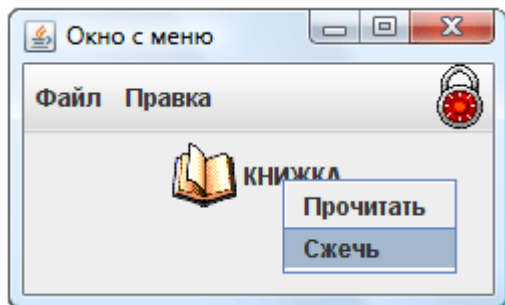 Окно с меню
Файл Правка
КНИЖКА
Прочитать
Сжечь